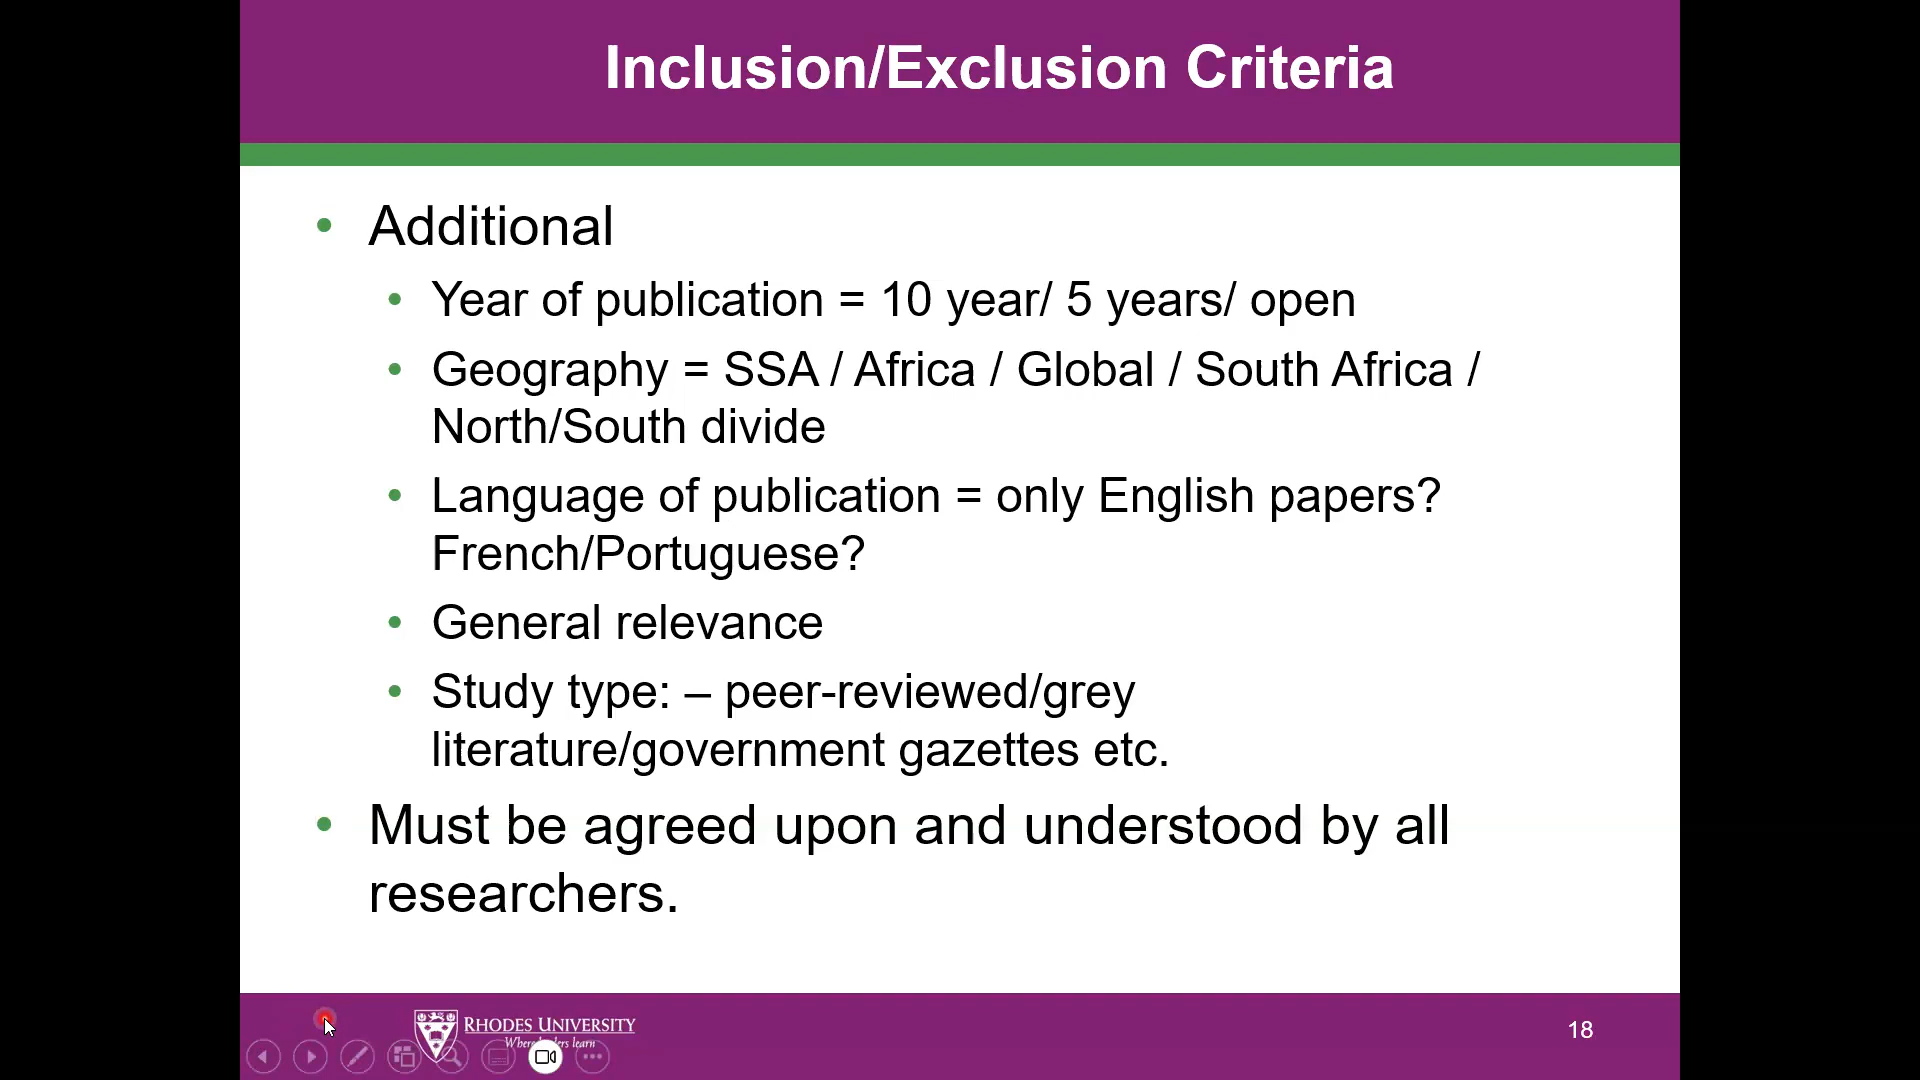 Inclusion/Exclusion Criteria
• Additional
• Year of publication = 10 year/ 5 years/ open
• Geography = SSA / Africa / Global / South Africa /
North/South divide
• Language of publication = only English papers?
French/Portuguese?
• General relevance
• Study type: – peer-reviewed/grey
literature/government gazettes etc.
• Must be agreed upon and understood by all
researchers.
RHODES UNIVERSITY
learn
18